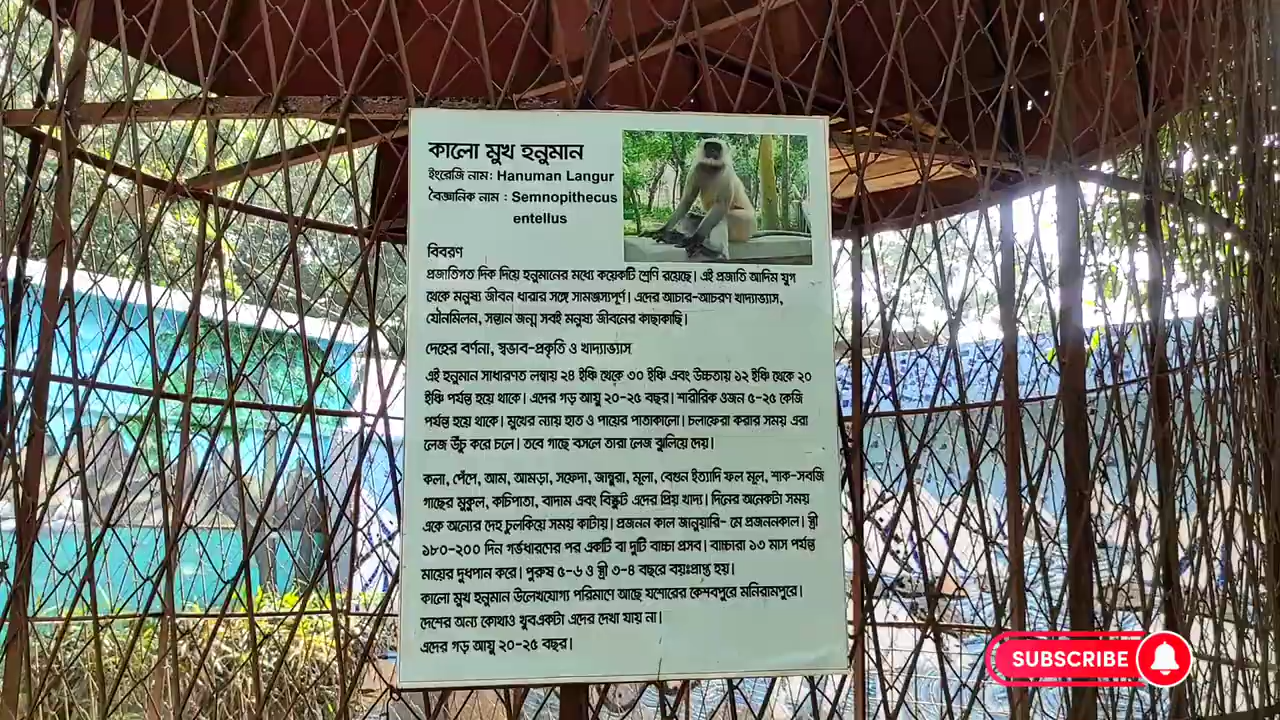 কালো মুখ হনুমান
ইংরেজি নাম : Hanuman Langur
বৈজ্ঞানিক নাম : Semnopithecus
entellus
বিবরণ
প্রজাতিগত দিক দিয়ে হনুমানের মধ্যে কয়েকটি শ্রেণি রয়েছে। এই প্রজাতি আদিম যুগ
থেকে মনুষ্য জীবন ধারার সঙ্গে সামঞ্জস্যপূর্ণ। এদের আচার-আচরণ খাদ্যাভ্যাস,
যৌনমিলন, সন্তান জন্ম সবই মনুষ্য জীবনের কাছাকাছি।
দেহের বর্ণনা, স্বভাব-প্রকৃতি ও খাদ্যাভ্যাস
এই হনুমান সাধারণত লম্বায় ২৪ ইঞ্চি থেকে ৩০ ইঞ্চি এবং উচ্চতায় ১২ ইঞ্চি থেকে ২০
ইঞ্চি পর্যন্ত হয়ে থাকে। এদের গড় আয়ু ২০-২৫ বছর। শারীরিক ওজন ৫-২৫ কেজি
পর্যন্ত হয়ে থাকে। মুখের ন্যায় হাত ও পায়ের পাতাকালো। চলাফেরা করার সময় এরা
লেজ উঁচু করে চলে। তবে গাছে বসলে তারা লেজ ঝুলিয়ে দেয়।
কলা, পেঁপে, আম, আমড়া, সফেদা, জাম্বুরা, মূলো, বেগুন ইত্যাদি ফল মূল, শাক-সবজি
গাছের মুকুল, কচিপাতা, বাদাম এবং বিস্কুট এদের প্রিয় খাদ্য। দিনের অনেকটা সময়
একে অন্যের দেহ চুলকিয়ে সময় কাটায়। প্রজনন কাল জানুয়ারি- মে প্রজননকাল। স্ত্রী
১৮০-২০০ দিন গর্ভধারণের পর একটি বা দুটি বাচ্চা প্রসব। বাচ্চারা ১৩ মাস পর্যন্ত
মায়ের দুধপান করে। পুরুষ ৫-৬ ও স্ত্রী ৩-৪ বছরে বয়ঃপ্রাপ্ত হয়।
কালো মুখ হনুমান উলেখযোগ্য পরিমাণে আছে যশোরের কেশবপুরে মনিরামপুরে।
দেশের অন্য কোথাও খুবএকটা এদের দেখা যায় না।
এদের গড় আয়ু ২০-২৫ বছর।
SUBSCRIBE